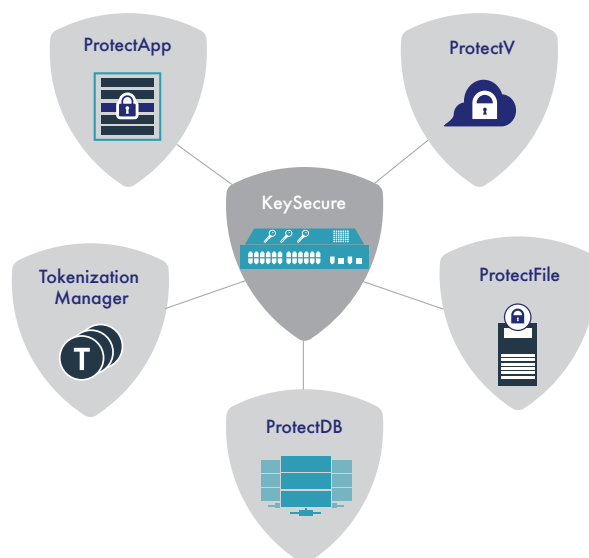 ProtectApp
ProtectV
KeySecure
Tokenization
Manager
T
ProtectFile
ProtectDB